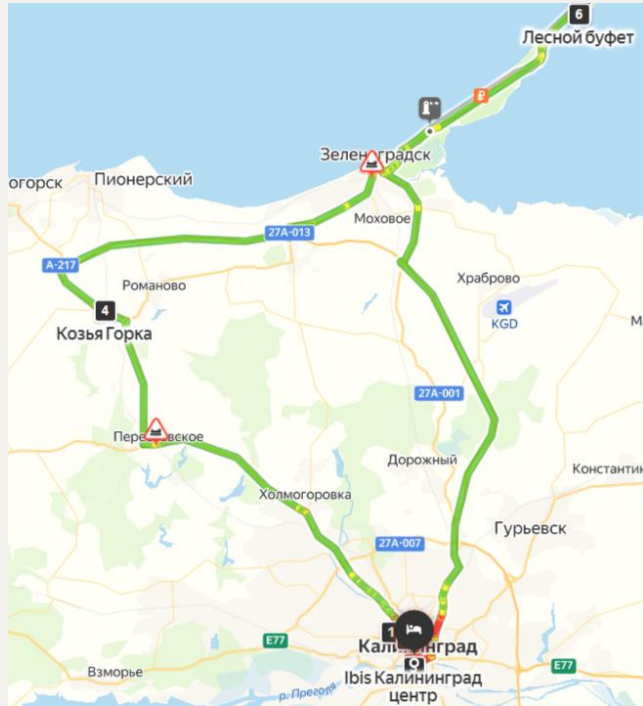 6
Лесной буфет
₽
Зеленоградск
огорск
Пионерский
Моховое
27А-013
А-217
Храброво
Романово
4
KGD
Козья Горка
М
27А-001
Дорожный
Константин
Холмогоровка
Гурьевск
27А-007
1
Калининград
E77
E77
Взморье
Ibis Калининград
центр
р. Преголя